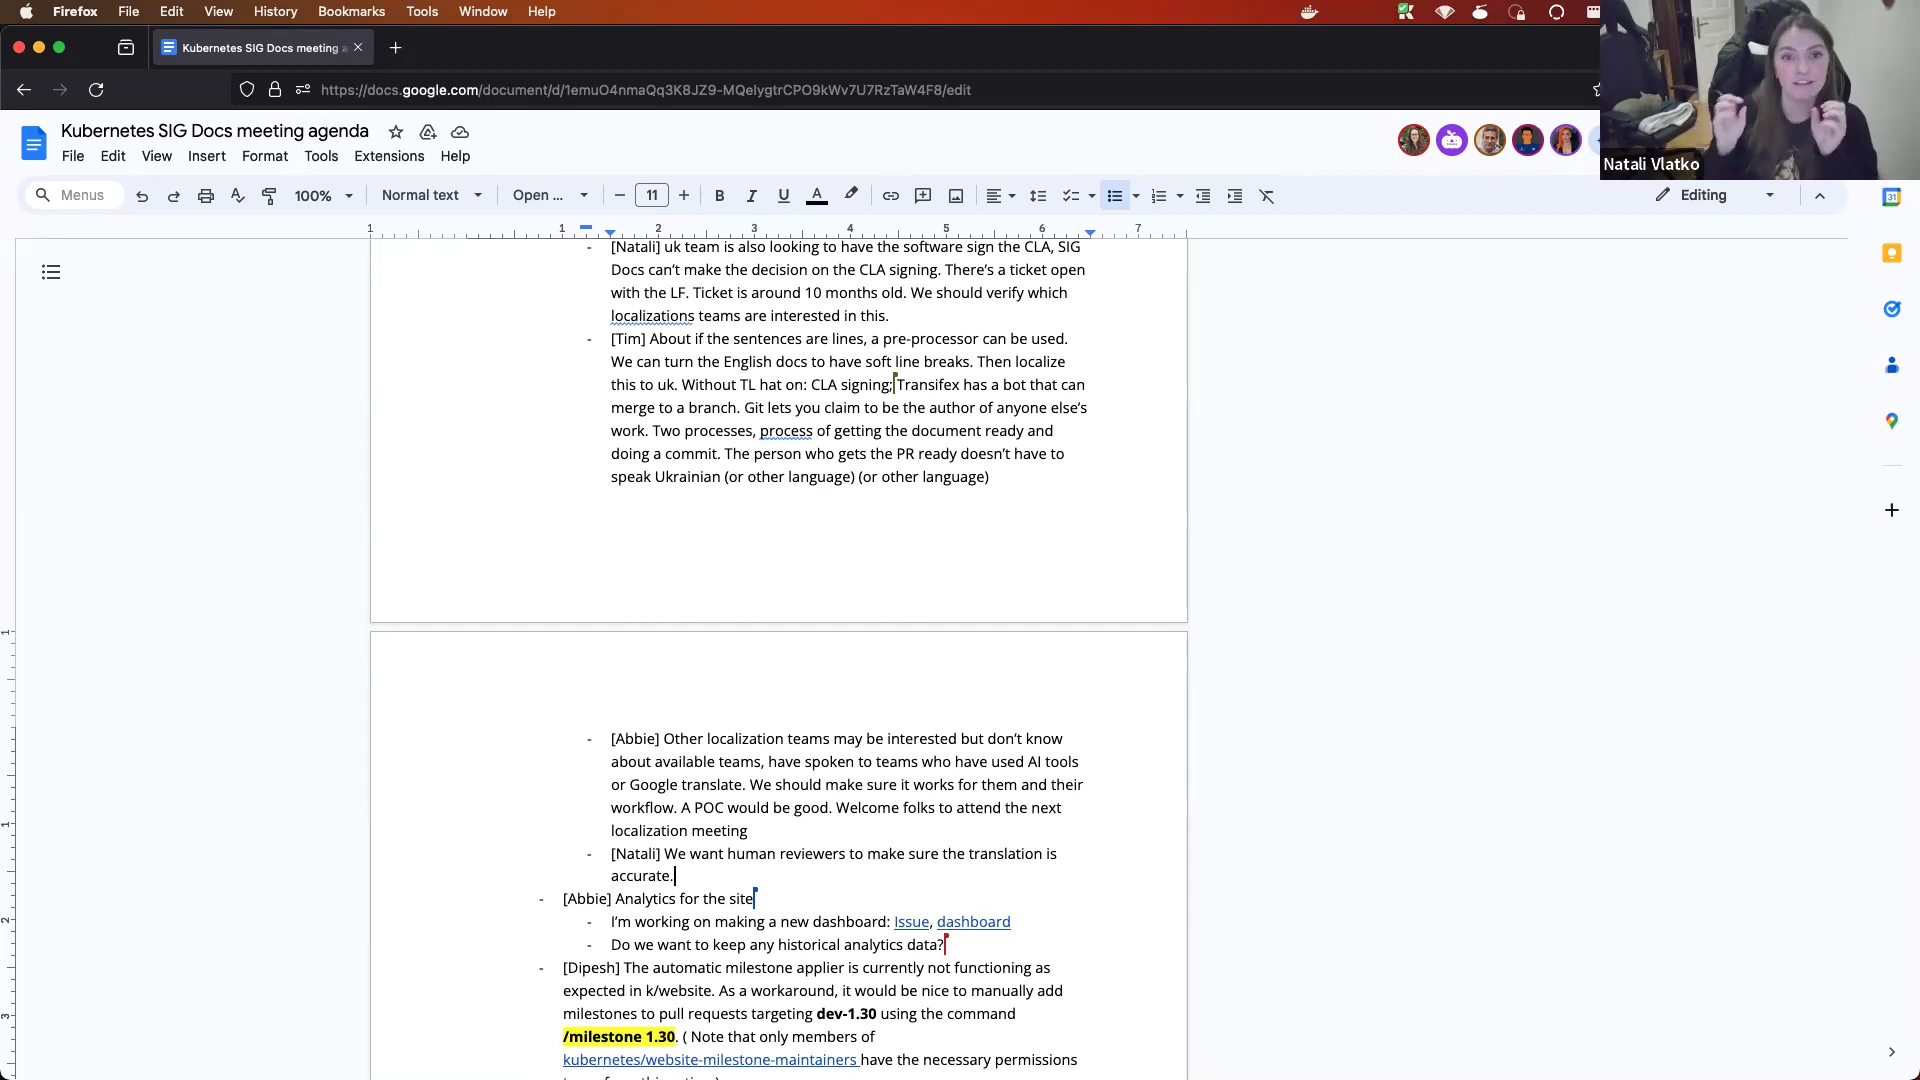 Firefox File Edit View History Bookmarks Tools Window Help
Kubernetes SIG Docs meeting a
https://docs.google.com/document/d/1emuO4nmaQq3K8JZ9-MQelygtrCPO9kWv7U7RzTaW4F8/edit
Kubernetes SIG Docs meeting agenda
File Edit View Insert Format Tools Extensions Help
Natali Vlatko
Menus 100% Normal text Open ... 11 Editing
1 1 2 3 4 5 6 7
- [Natali] uk team is also looking to have the software sign the CLA, SIG
Docs can't make the decision on the CLA signing. There's a ticket open
with the LF. Ticket is around 10 months old. We should verify which
localizations teams are interested in this.
- [Tim] About if the sentences are lines, a pre-processor can be used.
We can turn the English docs to have soft line breaks. Then localize
this to uk. Without TL hat on: CLA signing; Transifex has a bot that can
merge to a branch. Git lets you claim to be the author of anyone else's
work. Two processes, process of getting the document ready and
doing a commit. The person who gets the PR ready doesn't have to
speak Ukrainian (or other language) (or other language)
- [Abbie] Other localization teams may be interested but don't know
about available teams, have spoken to teams who have used AI tools
or Google translate. We should make sure it works for them and their
workflow. A POC would be good. Welcome folks to attend the next
localization meeting
- [Natali] We want human reviewers to make sure the translation is
accurate.
- [Abbie] Analytics for the site
- I'm working on making a new dashboard: Issue, dashboard
- Do we want to keep any historical analytics data?
- [Dipesh] The automatic milestone applier is currently not functioning as
expected in k/website. As a workaround, it would be nice to manually add
milestones to pull requests targeting dev-1.30 using the command
/milestone 1.30. ( Note that only members of
kubernetes/website-milestone-maintainers have the necessary permissions